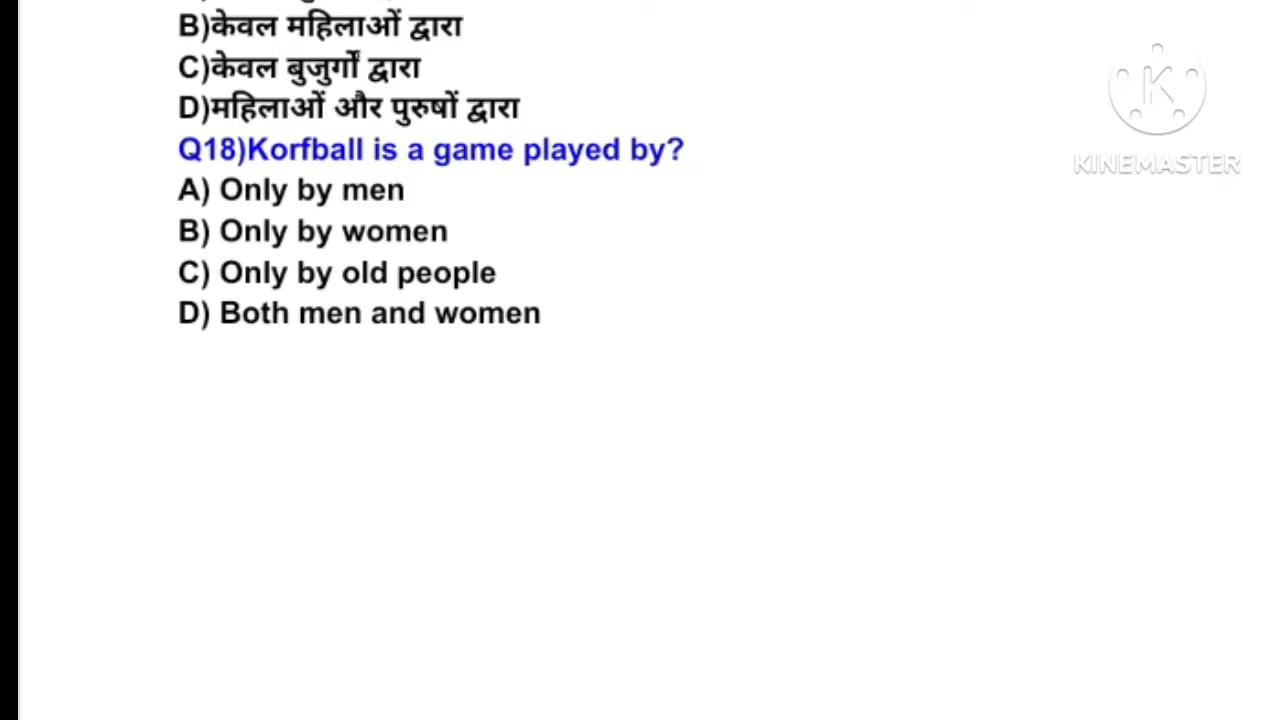 B)केवल महिलाओं द्वारा
C)केवल बुजुर्गों द्वारा
D)महिलाओं और पुरुषों द्वारा
Q18)Korfball is a game played by?
A) Only by men
B) Only by women
C) Only by old people
D) Both men and women
K
KINEMASTER